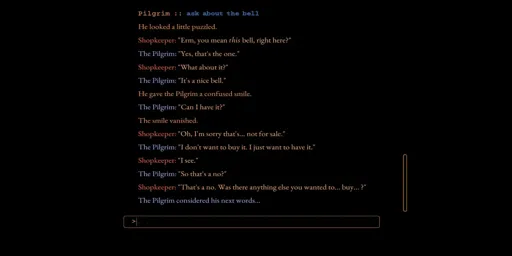 Pilgrim :: ask about the bell
He looked a little puzzled.
Shopkeeper: "Erm, you mean this bell, right here?"
The Pilgrim: "Yes, that's the one."
Shopkeeper: "What about it?"
The Pilgrim: "It's a nice bell."
He gave the Pilgrim a confused smile.
The Pilgrim: "Can I have it?"
The smile vanished.
Shopkeeper: "Oh, I'm sorry that's... not for sale."
The Pilgrim: "I don't want to buy it. I just want to have it."
Shopkeeper: "I see."
The Pilgrim: "So that's a no?"
Shopkeeper: "That's a no. Was there anything else you wanted to... buy... ?"
The Pilgrim considered his next words...
>